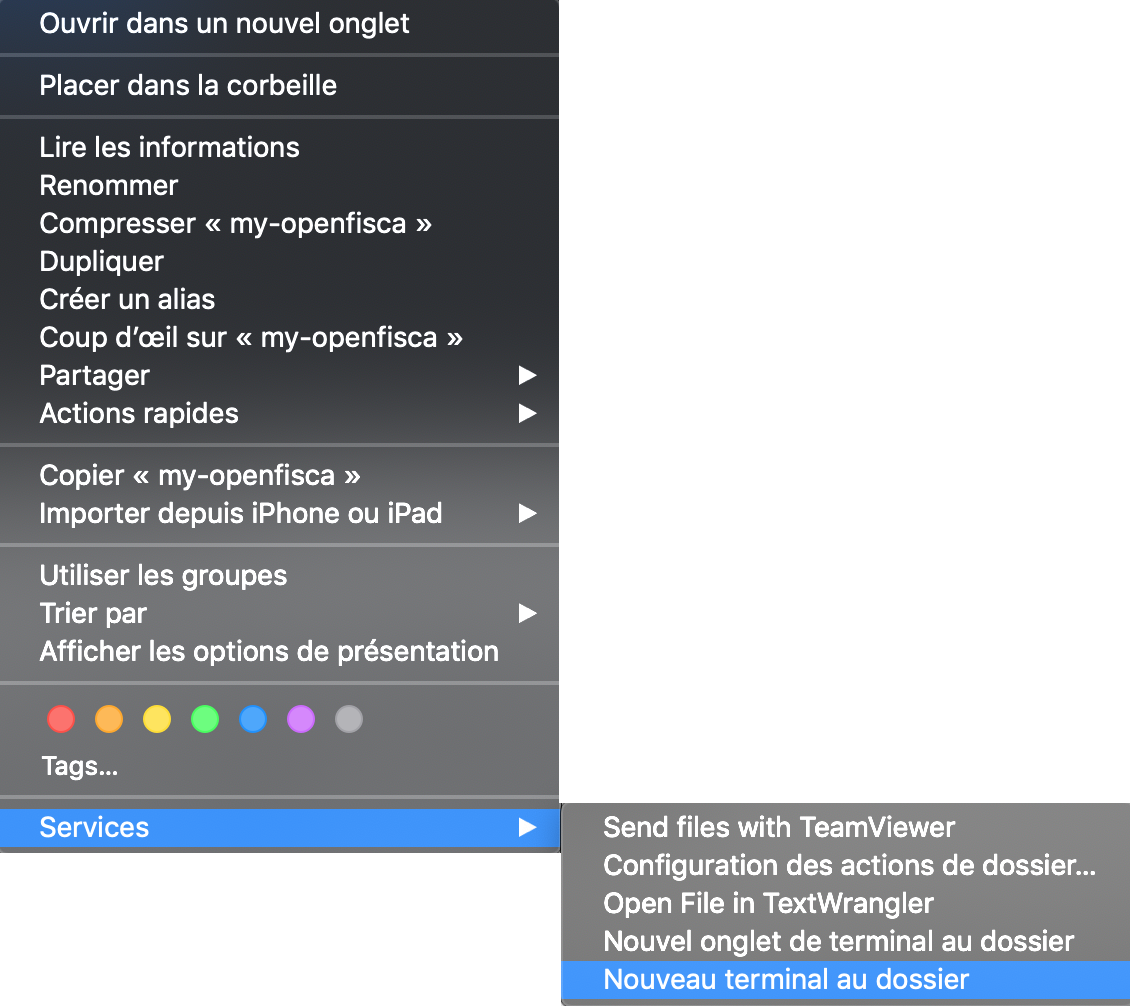 Ouvrir dans un nouvel onglet
Placer dans la corbeille
Lire les informations
Renommer
Compresser « my-openfisca »
Dupliquer
Créer un alias
Coup d’œil sur « my-openfisca »
Partager
Actions rapides
Copier « my-openfisca »
Importer depuis iPhone ou iPad
Utiliser les groupes
Trier par
Afficher les options de présentation
Tags...
Services
Send files with TeamViewer
Configuration des actions de dossier...
Open File in TextWrangler
Nouvel onglet de terminal au dossier
Nouveau terminal au dossier